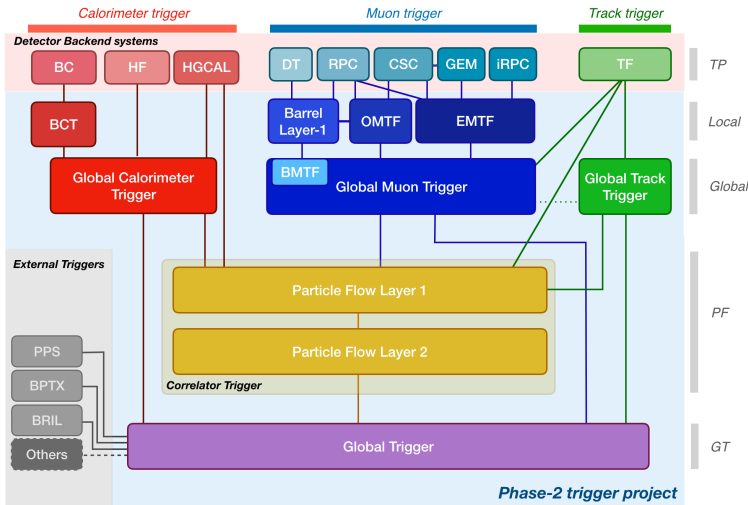 Calorimeter trigger
Muon trigger
Track trigger
Detector Backend systems
BC
HF
HGCAL
DT
RPC
CSC
GEM
iRPC
TF
TP
BCT
Barrel
Layer-1
OMTF
EMTF
Local
Global Calorimeter
Trigger
BMTF
Global Muon Trigger
Global Track
Trigger
Global
External Triggers
Particle Flow Layer 1
PF
PPS
Particle Flow Layer 2
BPTX
Correlator Trigger
BRIL
Others
Global Trigger
GT
Phase-2 trigger project